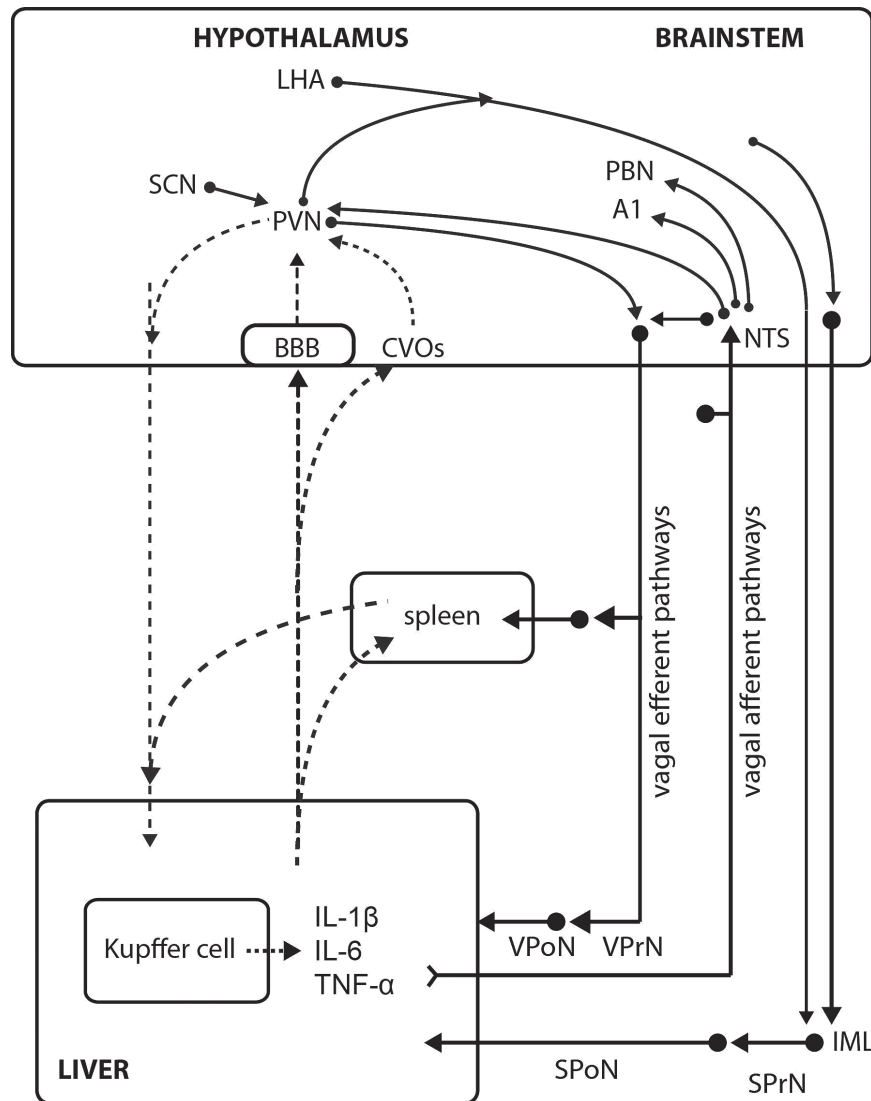 HYPOTHALAMUS
BRAINSTEM
LHA
SCN
PBN
A1
PVN
BBB
CVOs
NTS
vagal efferent pathways
vagal afferent pathways
spleen
IL-1β
Kupffer cell
IL-6
TNF-α
VPoN
VPrN
IML
LIVER
SPoN
SPrN